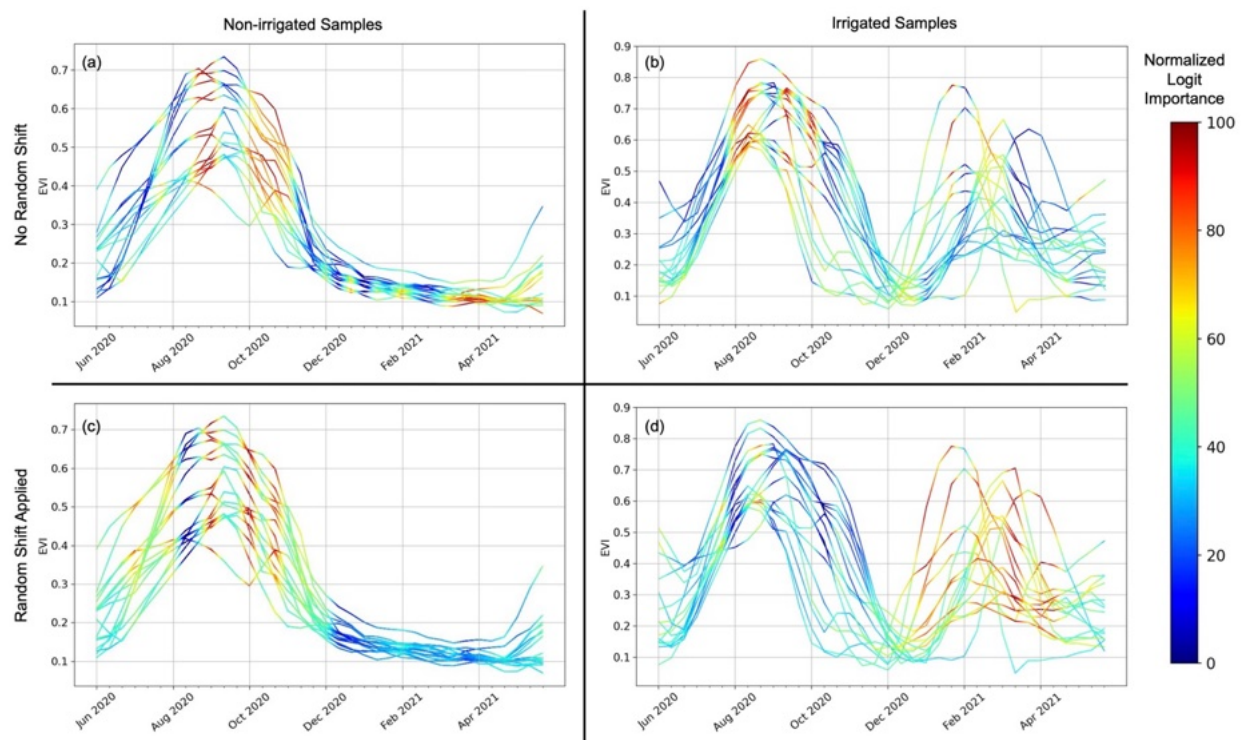 Non-irrigated Samples
Irrigated Samples
Normalized
Logit
Importance
No Random Shift
(a)
EVI
0.7
0.6
0.5
0.4
0.3
0.2
0.1
Jun 2020
Aug 2020
Oct 2020
Dec 2020
Feb 2021
Apr 2021
(b)
EVI
0.9
0.8
0.7
0.6
0.5
0.4
0.3
0.2
0.1
Jun 2020
Aug 2020
Oct 2020
Dec 2020
Feb 2021
Apr 2021
100
80
60
40
20
0
Random Shift Applied
(c)
EVI
0.7
0.6
0.5
0.4
0.3
0.2
0.1
Jun 2020
Aug 2020
Oct 2020
Dec 2020
Feb 2021
Apr 2021
(d)
EVI
0.9
0.8
0.7
0.6
0.5
0.4
0.3
0.2
0.1
Jun 2020
Aug 2020
Oct 2020
Dec 2020
Feb 2021
Apr 2021